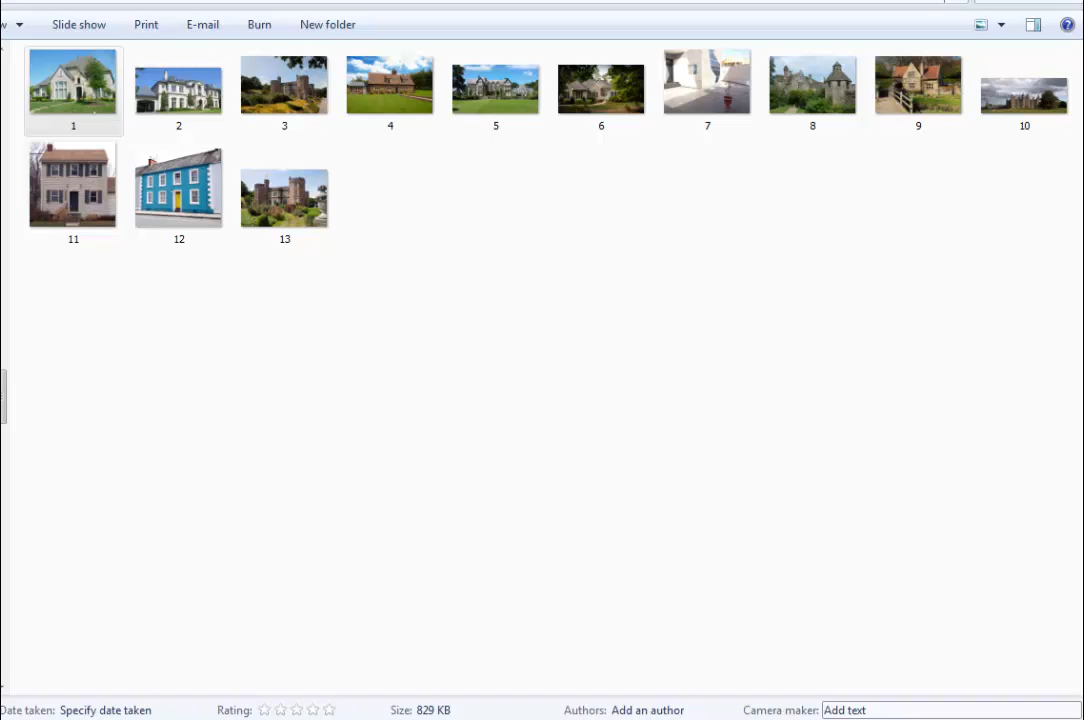 Slide show Print E-mail Burn New folder
1 2 3 4 5 6 7 8 9 10
11 12 13
Date taken: Specify date taken Rating: Size: 829 KB Authors: Add an author Camera maker: Add text